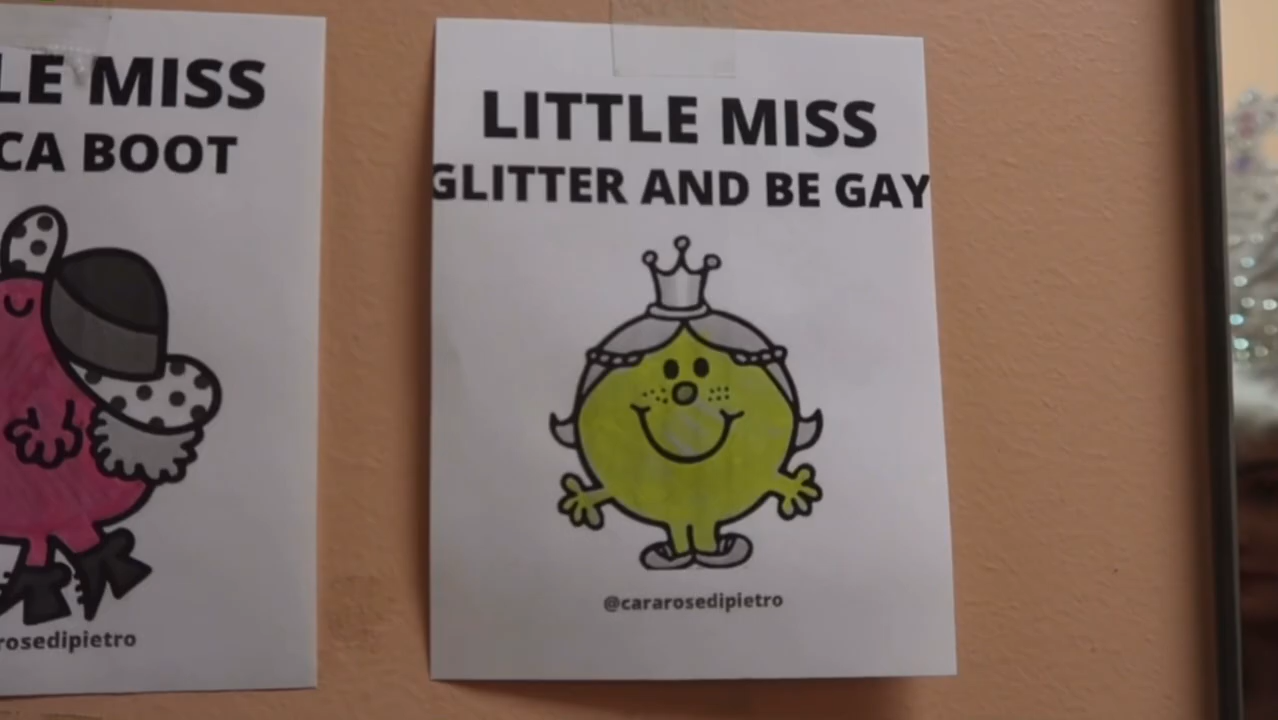 LE MISS
CA BOOT
rosedipietro
LITTLE MISS
GLITTER AND BE GAY
@cararosedipietro